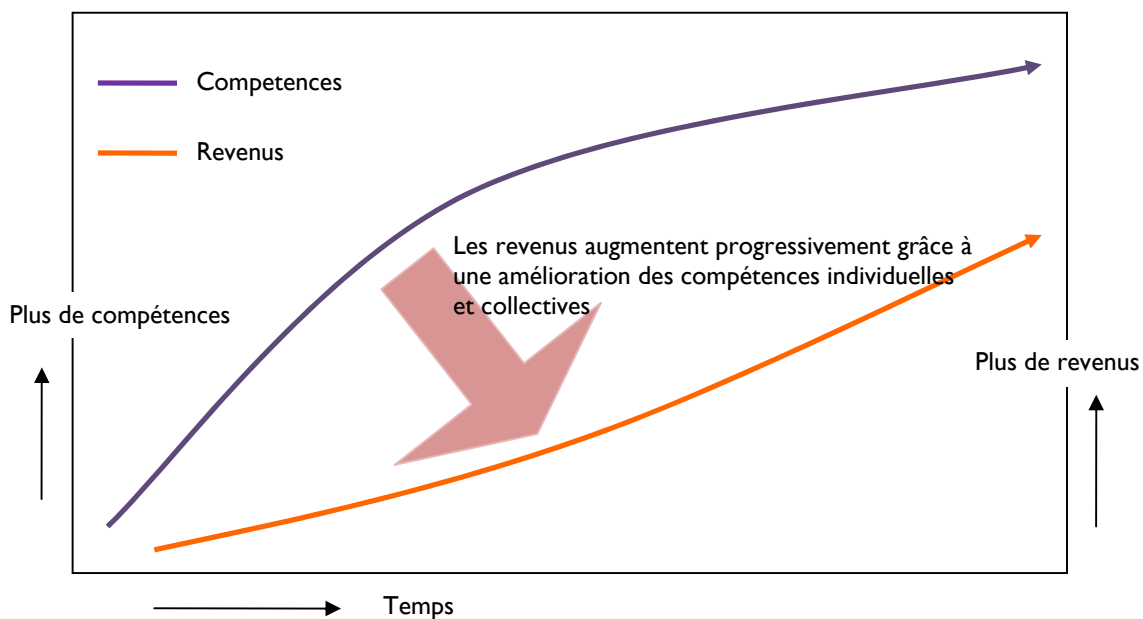 Competences
Revenus
Les revenus augmentent progressivement grâce à
une amélioration des compétences individuelles
et collectives
Plus de compétences
Plus de revenus
Temps